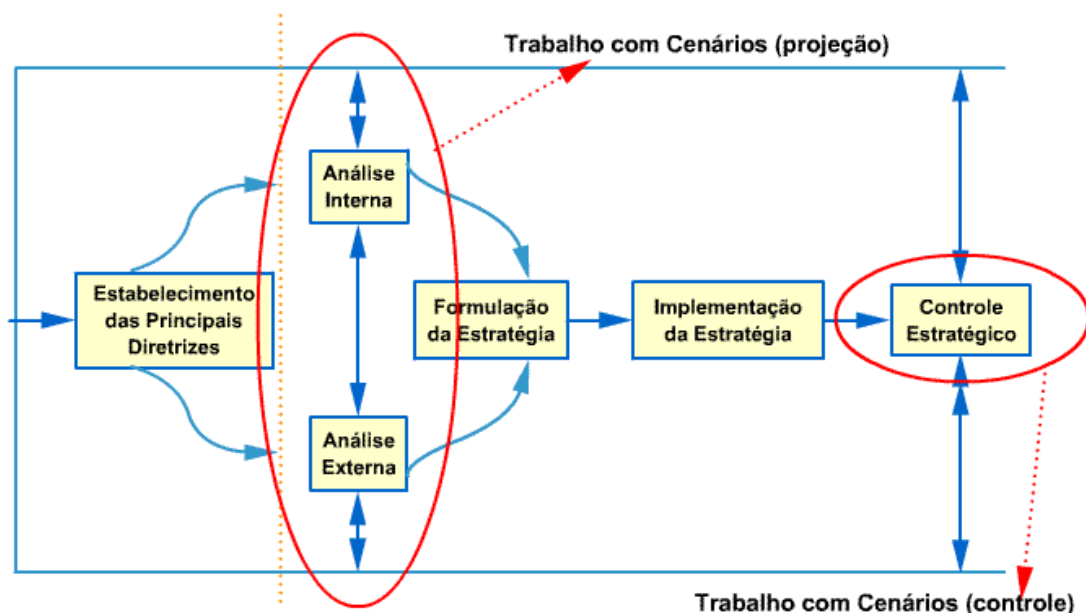 Trabalho com Cenários (projeção)
Análise
Interna
Estabelecimento
das Principais
Diretrizes
Formulação
da Estratégia
Implementação
da Estratégia
Controle
Estratégico
Análise
Externa
Trabalho com Cenários (controle)